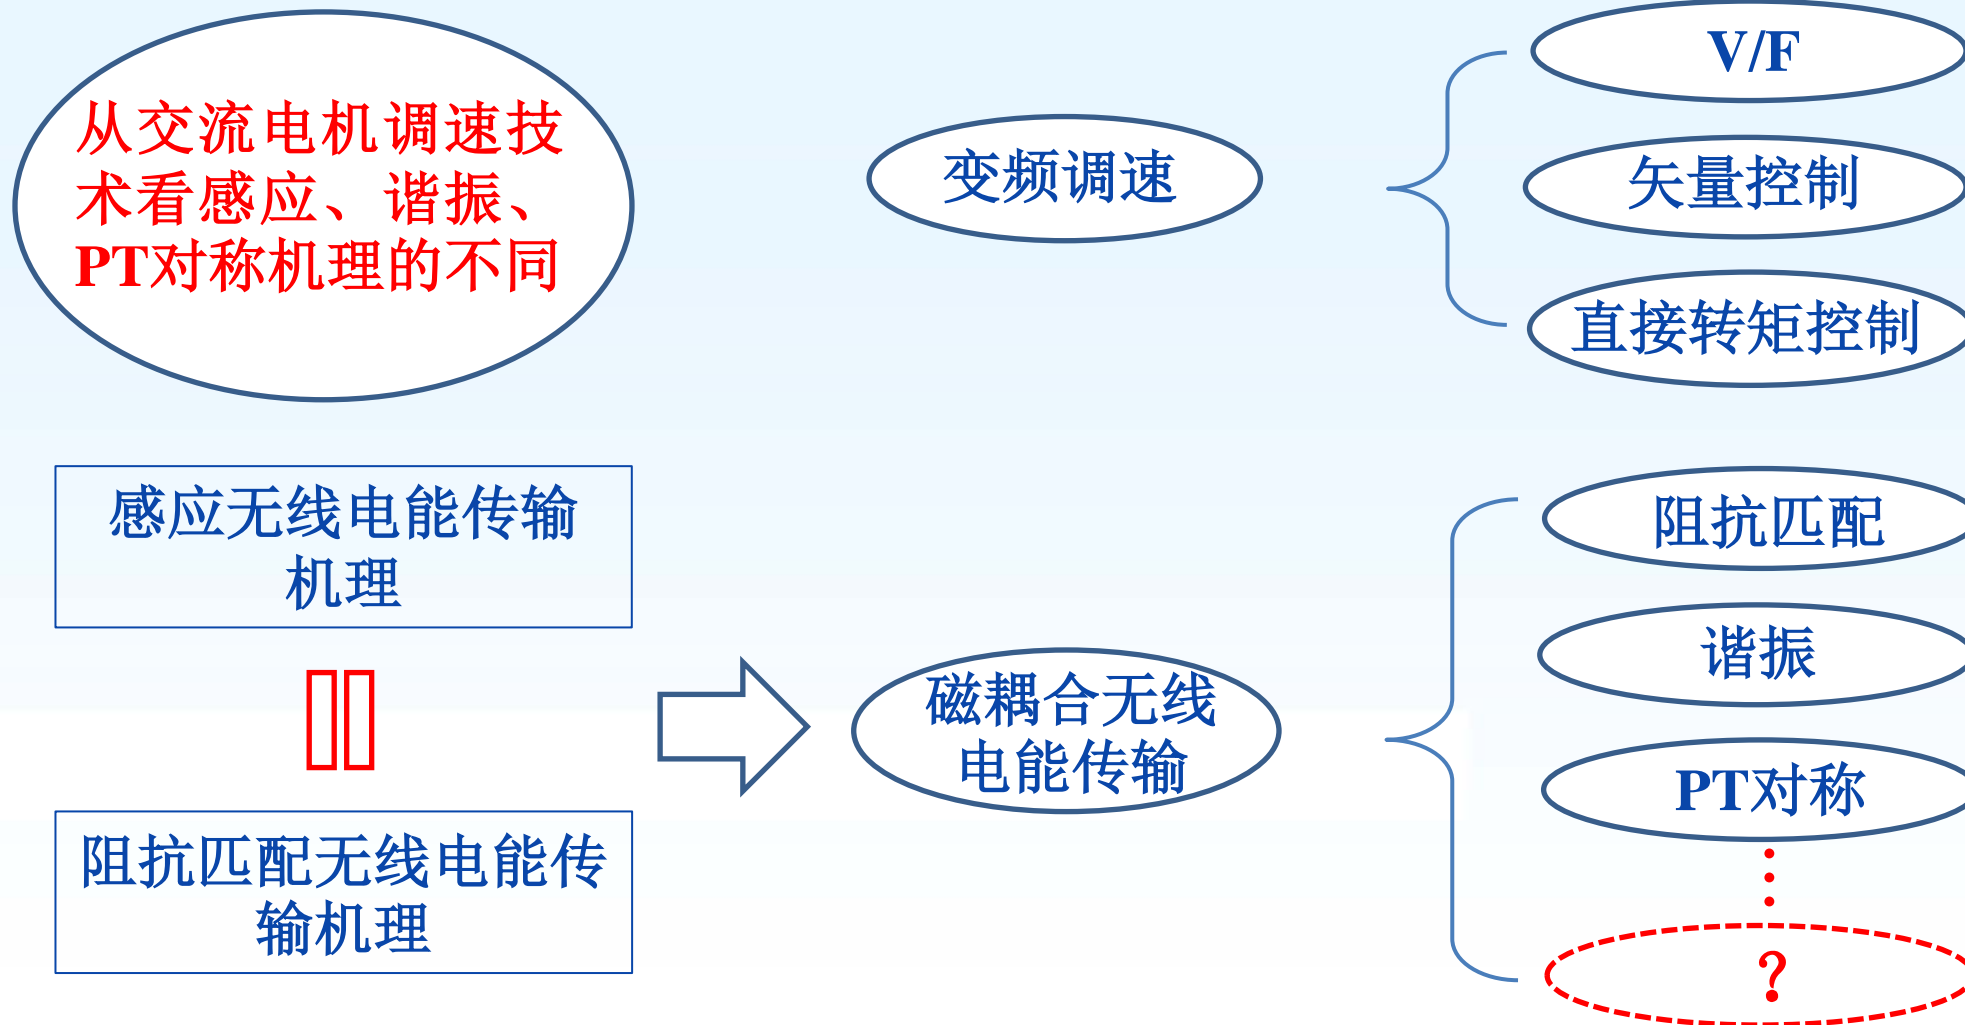 从交流电机调速技
术看感应、谐振、
PT对称机理的不同
变频调速
V/F
矢量控制
直接转矩控制
感应无线电能传输
机理
阻抗匹配无线电能传
输机理
磁耦合无线
电能传输
阻抗匹配
谐振
PT对称
？